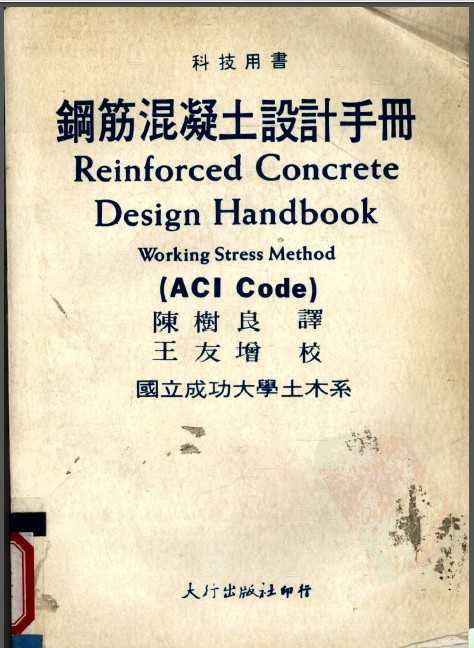 科技用書
鋼筋混凝土設計手冊
Reinforced Concrete
Design Handbook
Working Stress Method
(ACI Code)
陳樹良 譯
王友增 校
國立成功大學土木系
大行出版社印行